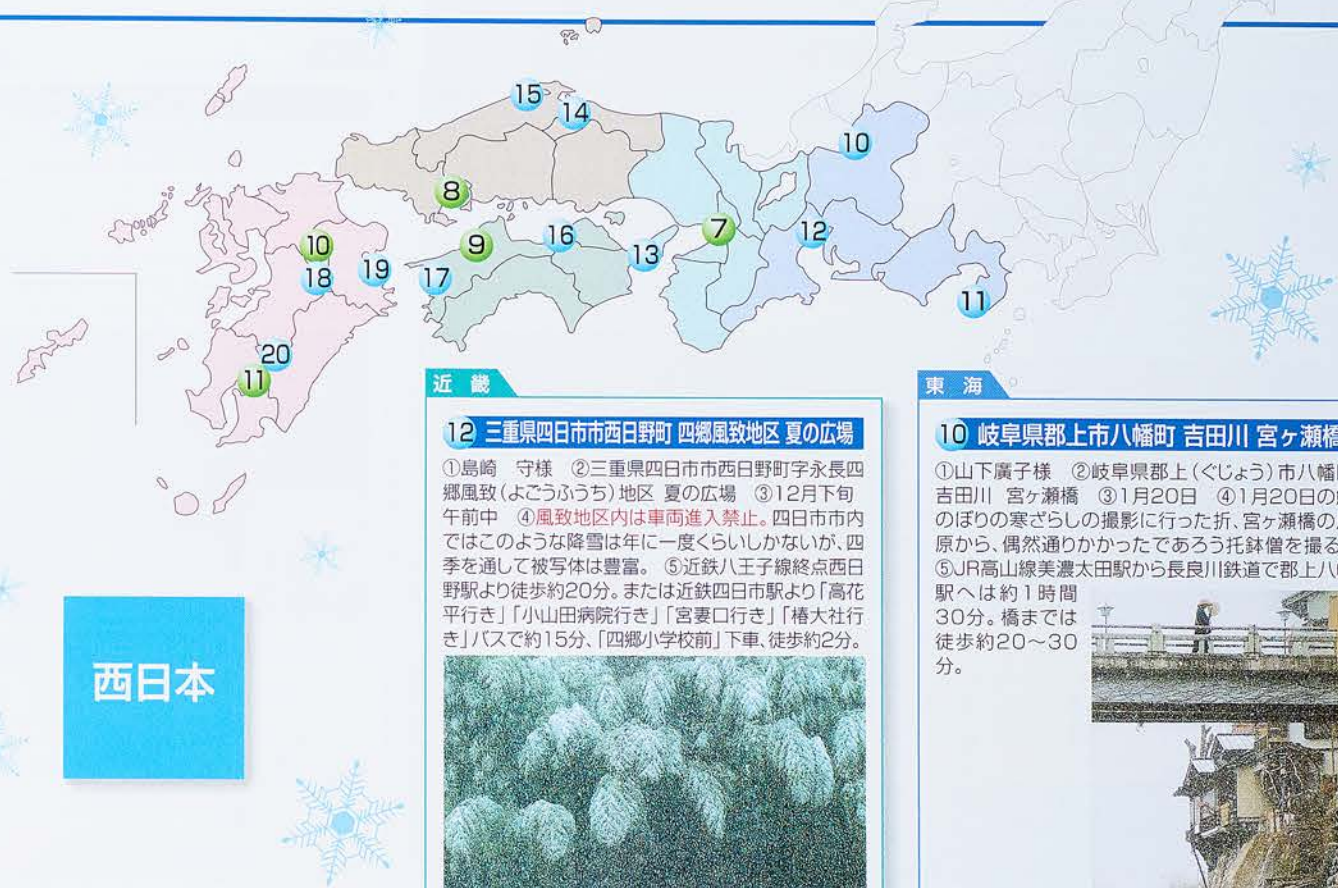 15
14
10
8
7
12
16
9
13
10
19
17
18
11
20
11
近畿
12 三重県四日市市西日野町 四郷風致地区 夏の広場
①島崎 守様 ②三重県四日市市西日野町字永長四
郷風致(よごうふうち)地区 夏の広場 ③12月下旬
午前中 ④風致地区内は車両進入禁止。四日市市内
ではこのような降雪は年に一度くらいしかないが、四
季を通して被写体は豊富。 ⑤近鉄八王子線終点西日
野駅より徒歩約20分。または近鉄四日市駅より「高花
平行き」「小山田病院行き」「宮妻口行き」「椿大社行
き」バスで約15分、「四郷小学校前」下車、徒歩約2分。
東海
10 岐阜県郡上市八幡町 吉田川 宮ヶ瀬橋
①山下廣子様 ②岐阜県郡上(ぐじょう)市八幡
吉田川 宮ヶ瀬橋 ③1月20日 ④1月20日の
のぼりの寒ざらしの撮影に行った折、宮ヶ瀬橋の
原から、偶然通りかかったであろう托鉢僧を撮る
⑤JR高山線美濃太田駅から長良川鉄道で郡上八
駅へは約1時間
30分。橋までは
徒歩約20〜30
分。
西日本